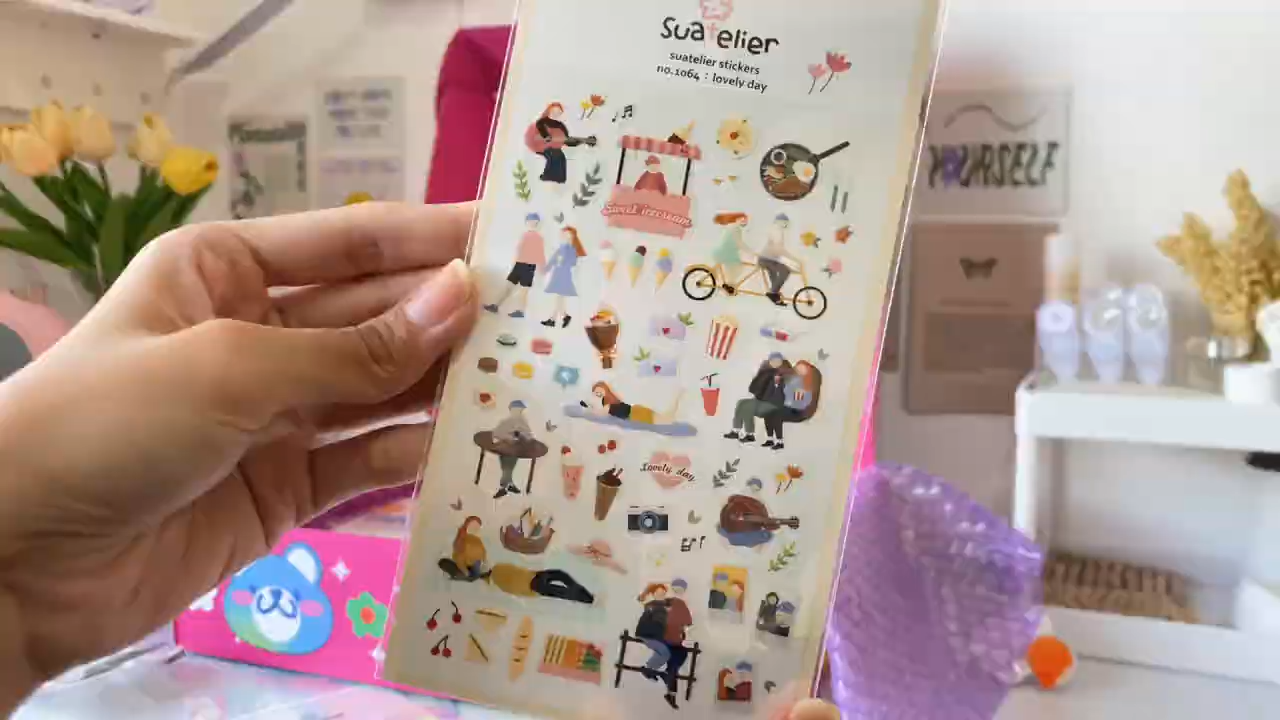 suatelier
suatelier stickers
no.1064 : lovely day
Sweet icecream
Lovely day
YOURSELF